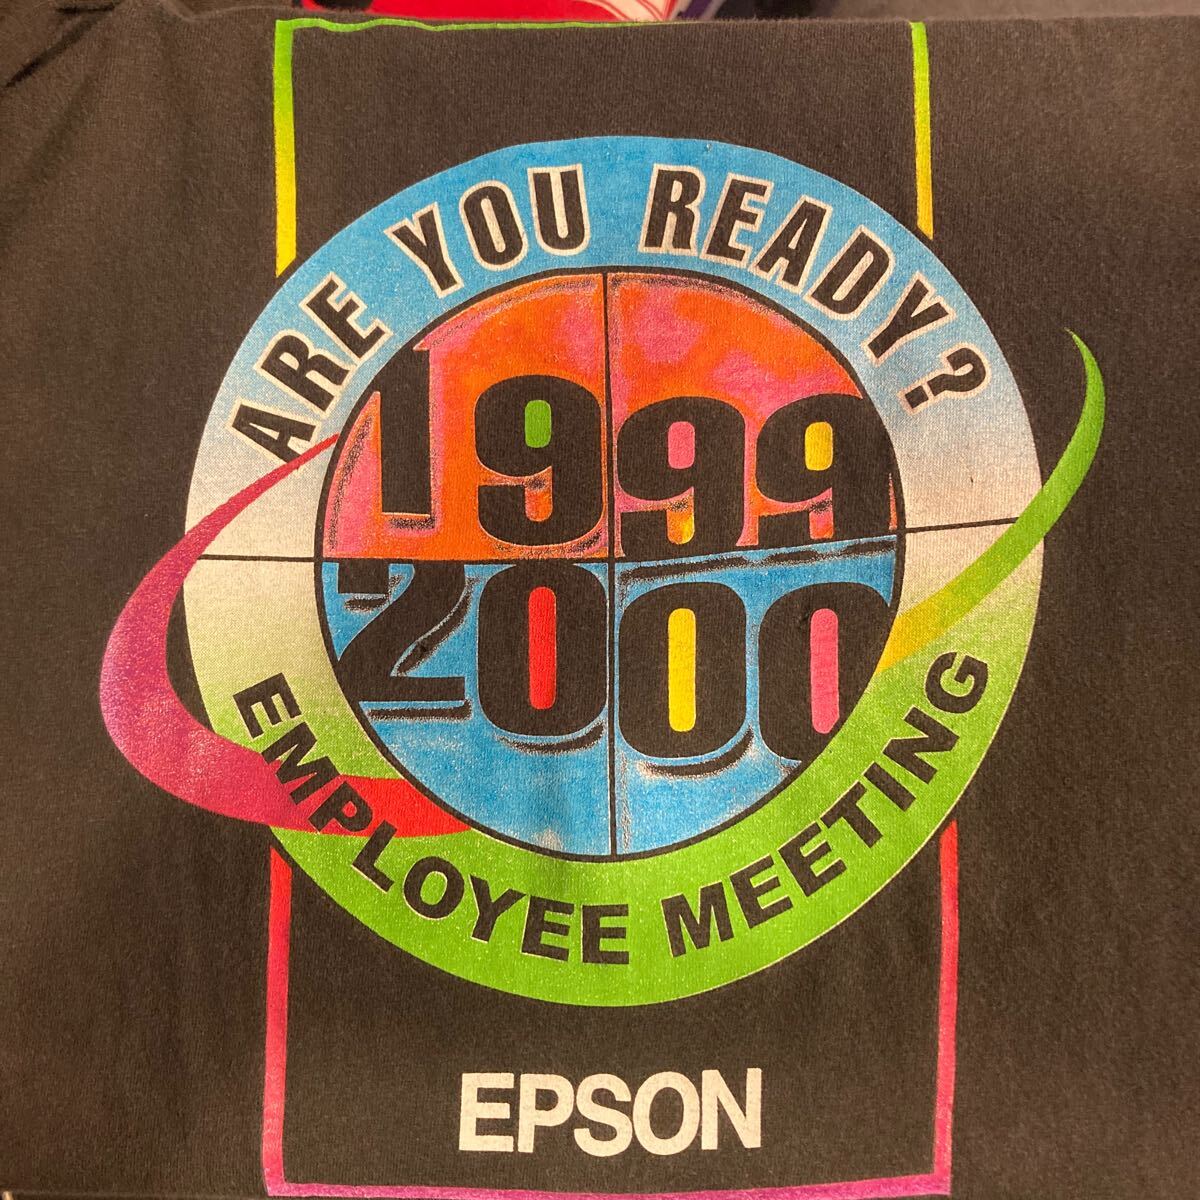 ARE YOU READY?
1999
2000
EMPLOYEE MEETING
EPSON